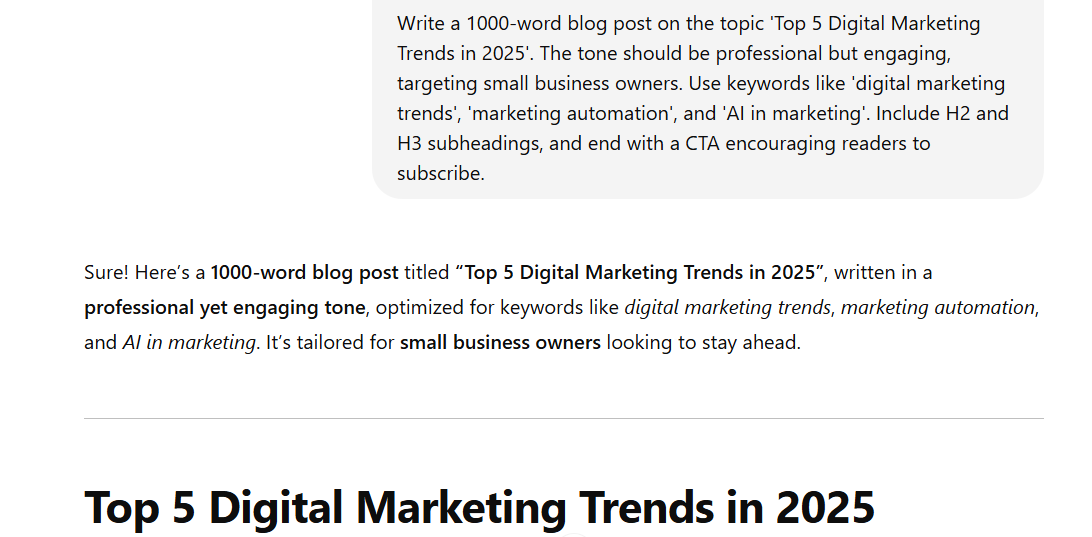 Write a 1000-word blog post on the topic 'Top 5 Digital Marketing
Trends in 2025'. The tone should be professional but engaging,
targeting small business owners. Use keywords like 'digital marketing
trends', 'marketing automation', and 'AI in marketing'. Include H2 and
H3 subheadings, and end with a CTA encouraging readers to
subscribe.
Sure! Here’s a 1000-word blog post titled “Top 5 Digital Marketing Trends in 2025”, written in a
professional yet engaging tone, optimized for keywords like digital marketing trends, marketing automation,
and AI in marketing. It’s tailored for small business owners looking to stay ahead.
Top 5 Digital Marketing Trends in 2025